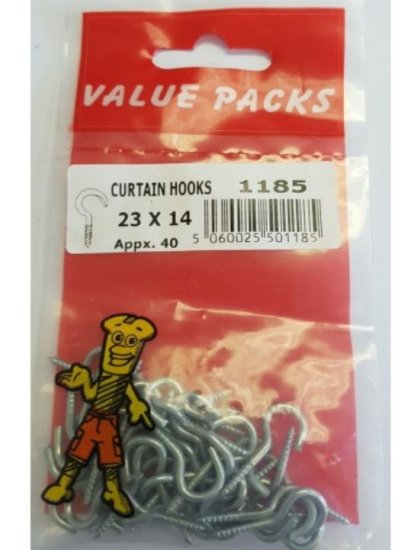 VALUE PACKS
CURTAIN HOOKS 1185
23 X 14
Appx. 40
5 060025 501185